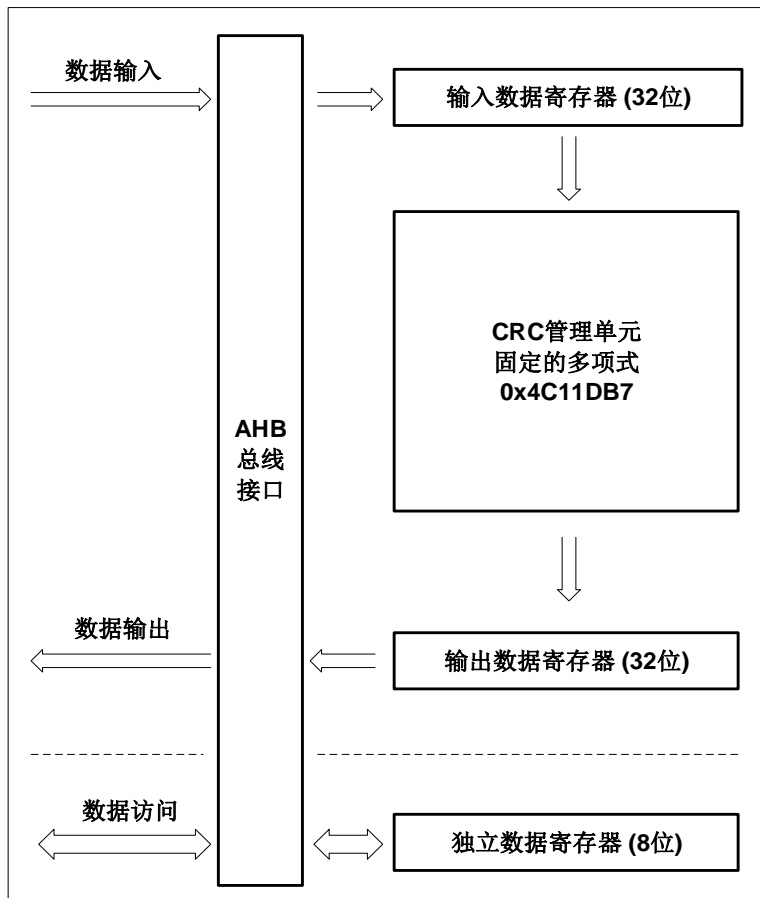 数据输入
输入数据寄存器 (32位)
CRC管理单元
固定的多项式
0x4C11DB7
AHB
总线
接口
数据输出
输出数据寄存器 (32位)
数据访问
独立数据寄存器 (8位)